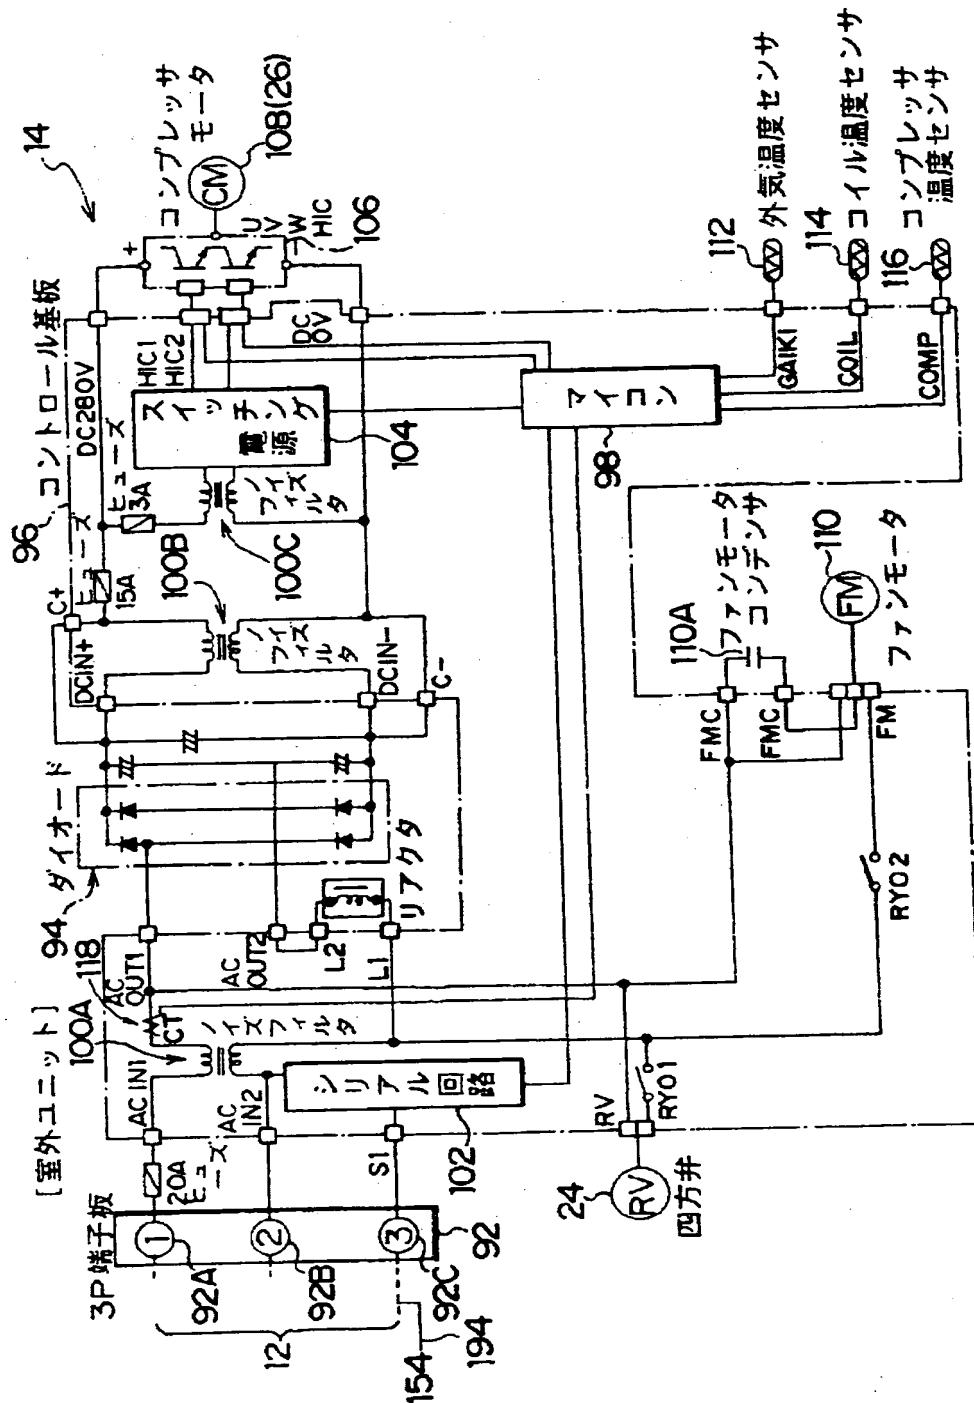 [室外ユニット]
14
96 コントロール基板
コンプレッサ
モータ
CM
108(26)
3P端子板
1
92A
2
92B
3
92C
92
12
154
194
20A
ヒューズ
AC IN1
AC
IN2
S1
100A
118
CT
ノイズフィルタ
シリアル回路
102
AC
OUT1
AC
OUT2
L2
L1
リアクタ
94 ダイオード
DCIN+
DCIN-
C+
C-
ヒューズ
15A
100B
ノイズ
フィルタ
ヒューズ
3A
DC280V
100C
ノイズ
フィルタ
スイッチング
電源
104
HIC1
HIC2
DC
0V
+
-
U
V
W
HIC
106
マイコン
98
GAIKI
COIL
COMP
112
外気温度センサ
114
コイル温度センサ
116
コンプレッサ
温度センサ
24
RV
四方弁
RV
RY01
RY02
FMC
FMC
FM
110A
ファンモータ
コンデンサ
FM
110
ファンモータ